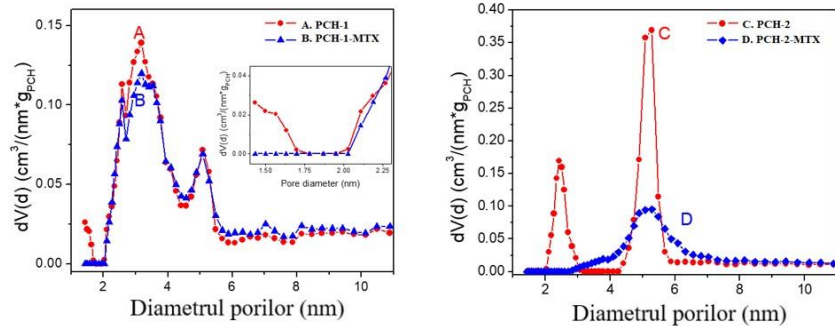 A. PCH-1
B. PCH-1-MTX
A
B
dV(d) (cm³/(nm*g_PCH)
0.15
0.10
0.05
0.00
2
4
6
8
10
Diametrul porilor (nm)
dV(d) (cm³/(nm*g_PCH)
0.04
0.02
0.00
1.50
1.75
2.00
2.25
Pore diameter (nm)
C. PCH-2
D. PCH-2-MTX
C
D
dV(d) (cm³/(nm*g_PCH)
0.40
0.35
0.30
0.25
0.20
0.15
0.10
0.05
0.00
2
4
6
8
10
Diametrul porilor (nm)